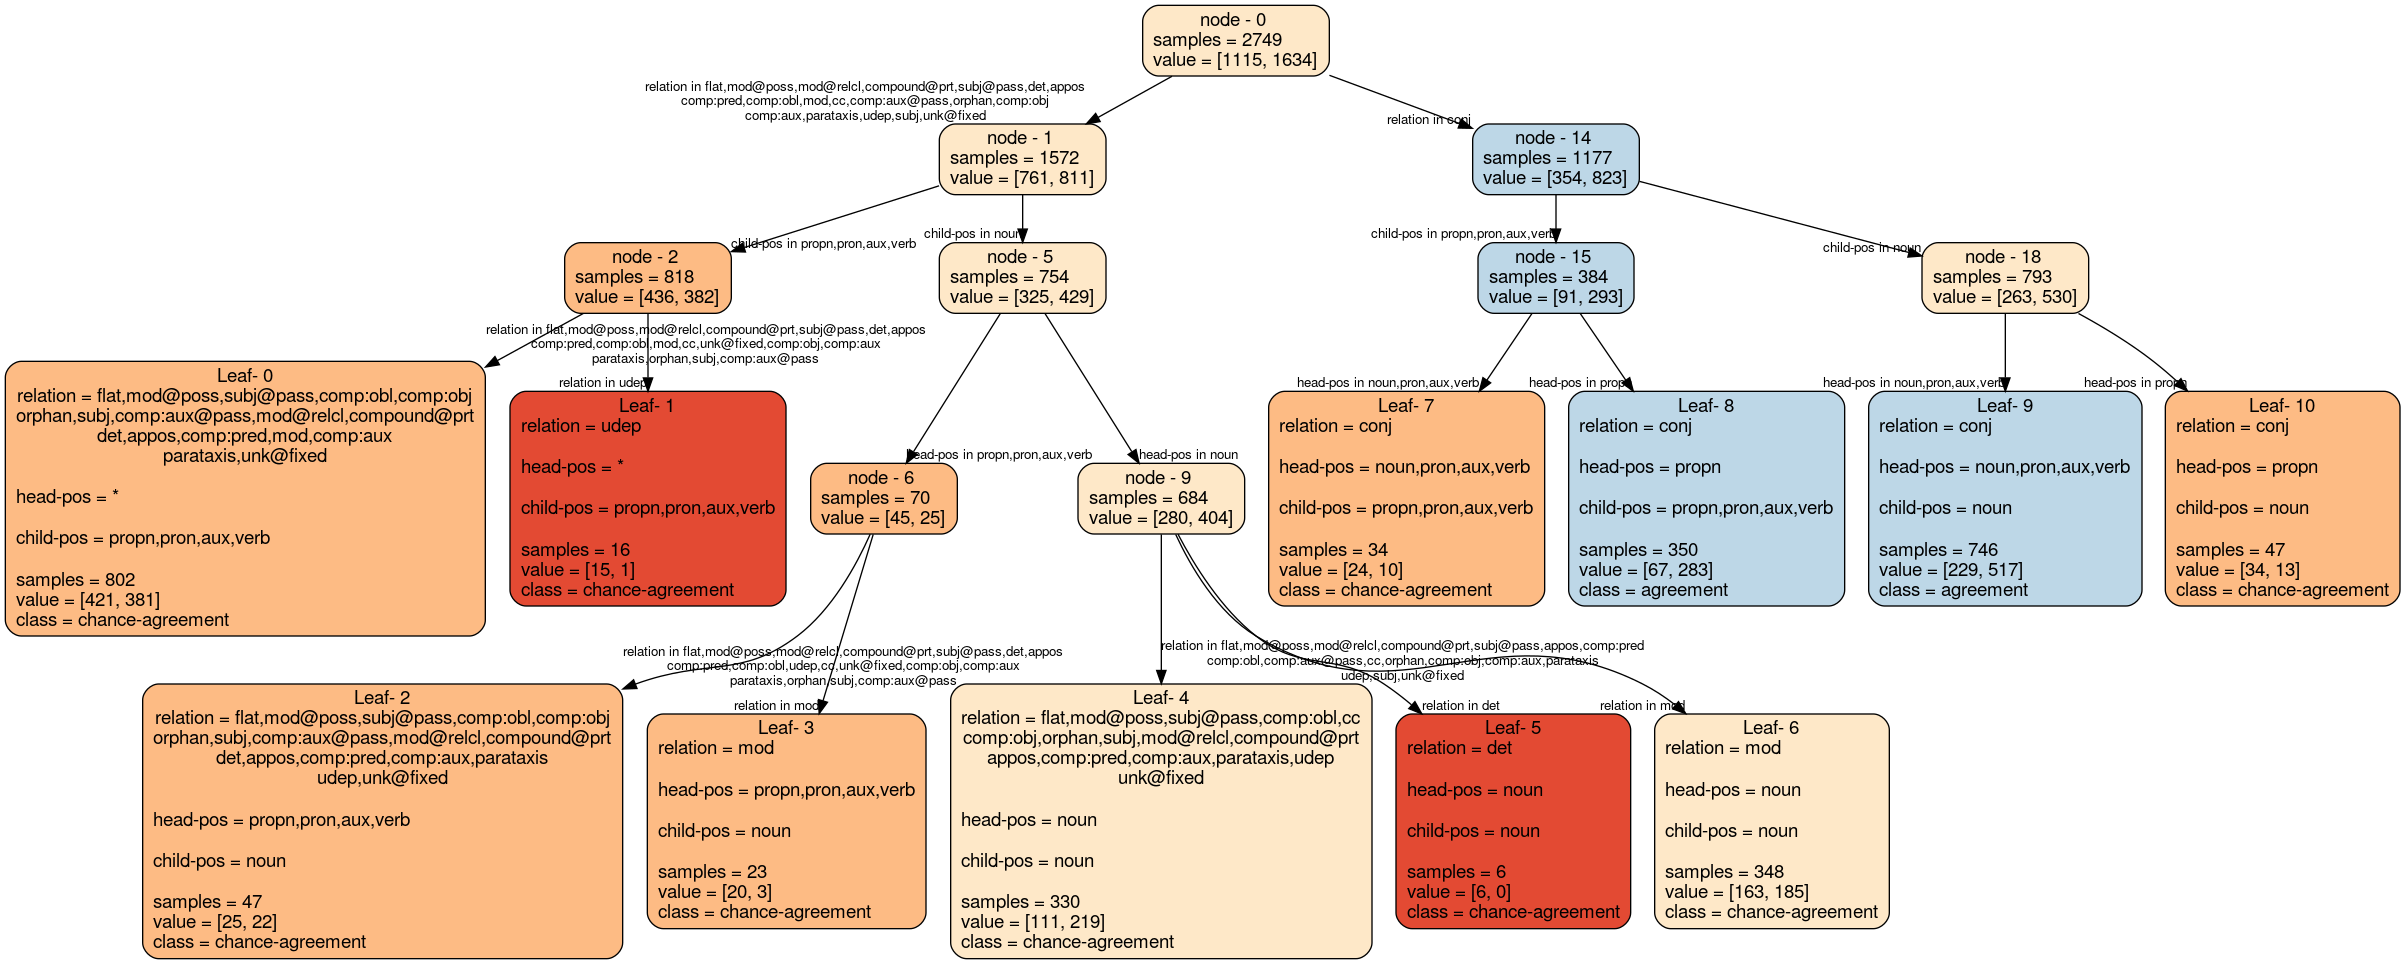 node - 0
samples = 2749
value = [1115, 1634]
relation in flat,mod@poss,mod@relcl,compound@prt,subj@pass,det,appos
comp:pred,comp:obl,mod,cc,comp:aux@pass,orphan,comp:obj
comp:aux,parataxis,udep,subj,unk@fixed
relation in conj
node - 1
samples = 1572
value = [761, 811]
node - 14
samples = 1177
value = [354, 823]
child-pos in propn,pron,aux,verb
child-pos in noun
child-pos in propn,pron,aux,verb
child-pos in noun
node - 2
samples = 818
value = [436, 382]
node - 5
samples = 754
value = [325, 429]
node - 15
samples = 384
value = [91, 293]
node - 18
samples = 793
value = [263, 530]
relation in flat,mod@poss,mod@relcl,compound@prt,subj@pass,det,appos
comp:pred,comp:obl,mod,cc,unk@fixed,comp:obj,comp:aux
parataxis,orphan,subj,comp:aux@pass
relation in udep
head-pos in noun,pron,aux,verb
head-pos in propn
head-pos in noun,pron,aux,verb
head-pos in propn
Leaf- 0
relation = flat,mod@poss,subj@pass,comp:obl,comp:obj
orphan,subj,comp:aux@pass,mod@relcl,compound@prt
det,appos,comp:pred,mod,comp:aux
parataxis,unk@fixed
head-pos = *
child-pos = propn,pron,aux,verb
samples = 802
value = [421, 381]
class = chance-agreement
Leaf- 1
relation = udep
head-pos = *
child-pos = propn,pron,aux,verb
samples = 16
value = [15, 1]
class = chance-agreement
Leaf- 7
relation = conj
head-pos = noun,pron,aux,verb
child-pos = propn,pron,aux,verb
samples = 34
value = [24, 10]
class = chance-agreement
Leaf- 8
relation = conj
head-pos = propn
child-pos = propn,pron,aux,verb
samples = 350
value = [67, 283]
class = agreement
Leaf- 9
relation = conj
head-pos = noun,pron,aux,verb
child-pos = noun
samples = 746
value = [229, 517]
class = agreement
Leaf- 10
relation = conj
head-pos = propn
child-pos = noun
samples = 47
value = [34, 13]
class = chance-agreement
head-pos in propn,pron,aux,verb
head-pos in noun
node - 6
samples = 70
value = [45, 25]
node - 9
samples = 684
value = [280, 404]
relation in flat,mod@poss,mod@relcl,compound@prt,subj@pass,det,appos
comp:pred,comp:obl,udep,cc,unk@fixed,comp:obj,comp:aux
parataxis,orphan,subj,comp:aux@pass
relation in mod
relation in flat,mod@poss,mod@relcl,compound@prt,subj@pass,appos,comp:pred
comp:obl,comp:aux@pass,cc,orphan,comp:obj,comp:aux,parataxis
udep,subj,unk@fixed
relation in det
relation in mod
Leaf- 2
relation = flat,mod@poss,subj@pass,comp:obl,comp:obj
orphan,subj,comp:aux@pass,mod@relcl,compound@prt
det,appos,comp:pred,comp:aux,parataxis
udep,unk@fixed
head-pos = propn,pron,aux,verb
child-pos = noun
samples = 47
value = [25, 22]
class = chance-agreement
Leaf- 3
relation = mod
head-pos = propn,pron,aux,verb
child-pos = noun
samples = 23
value = [20, 3]
class = chance-agreement
Leaf- 4
relation = flat,mod@poss,subj@pass,comp:obl,cc
comp:obj,orphan,subj,mod@relcl,compound@prt
appos,comp:pred,comp:aux,parataxis,udep
unk@fixed
head-pos = noun
child-pos = noun
samples = 330
value = [111, 219]
class = chance-agreement
Leaf- 5
relation = det
head-pos = noun
child-pos = noun
samples = 6
value = [6, 0]
class = chance-agreement
Leaf- 6
relation = mod
head-pos = noun
child-pos = noun
samples = 348
value = [163, 185]
class = chance-agreement